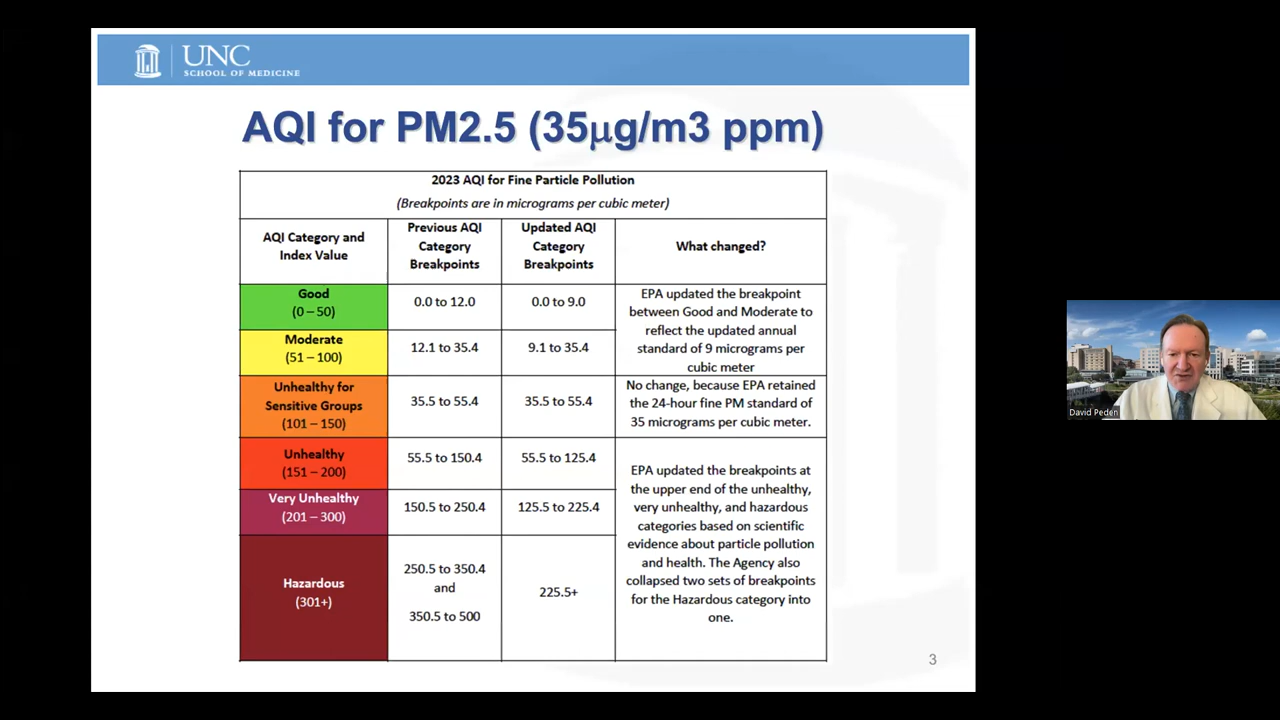 UNC
SCHOOL OF MEDICINE
AQI for PM2.5 (35μg/m3 ppm)
2023 AQI for Fine Particle Pollution
(Breakpoints are in micrograms per cubic meter)
AQI Category and
Index Value
Previous AQI
Category
Breakpoints
Updated AQI
Category
Breakpoints
What changed?
Good
(0 – 50)
0.0 to 12.0
0.0 to 9.0
EPA updated the breakpoint
between Good and Moderate to
reflect the updated annual
standard of 9 micrograms per
cubic meter
Moderate
(51 – 100)
12.1 to 35.4
9.1 to 35.4
Unhealthy for
Sensitive Groups
(101 – 150)
35.5 to 55.4
35.5 to 55.4
No change, because EPA retained
the 24-hour fine PM standard of
35 micrograms per cubic meter.
Unhealthy
(151 – 200)
55.5 to 150.4
55.5 to 125.4
EPA updated the breakpoints at
the upper end of the unhealthy,
very unhealthy, and hazardous
categories based on scientific
evidence about particle pollution
and health. The Agency also
collapsed two sets of breakpoints
for the Hazardous category into
one.
Very Unhealthy
(201 – 300)
150.5 to 250.4
125.5 to 225.4
Hazardous
(301+)
250.5 to 350.4
and
350.5 to 500
225.5+
3
David Peden